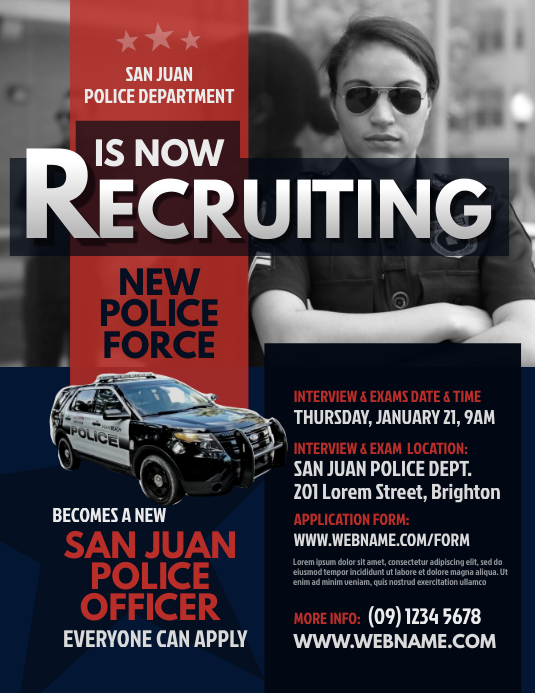 SAN JUAN
POLICE DEPARTMENT
IS NOW
RECRUITING
NEW
POLICE
FORCE
POLICE
BECOMES A NEW
SAN JUAN
POLICE
OFFICER
EVERYONE CAN APPLY
INTERVIEW & EXAMS DATE & TIME
THURSDAY, JANUARY 21, 9AM
INTERVIEW & EXAM LOCATION:
SAN JUAN POLICE DEPT.
201 Lorem Street, Brighton
APPLICATION FORM:
WWW.WEBNAME.COM/FORM
Lorem ipsum dolor sit amet, consectetur adipiscing elit, sed do
eiusmod tempor incididunt ut labore et dolore magna aliqua. Ut
enim ad minim veniam, quis nostrud exercitation ullamco
MORE INFO: (09) 1234 5678
WWW.WEBNAME.COM